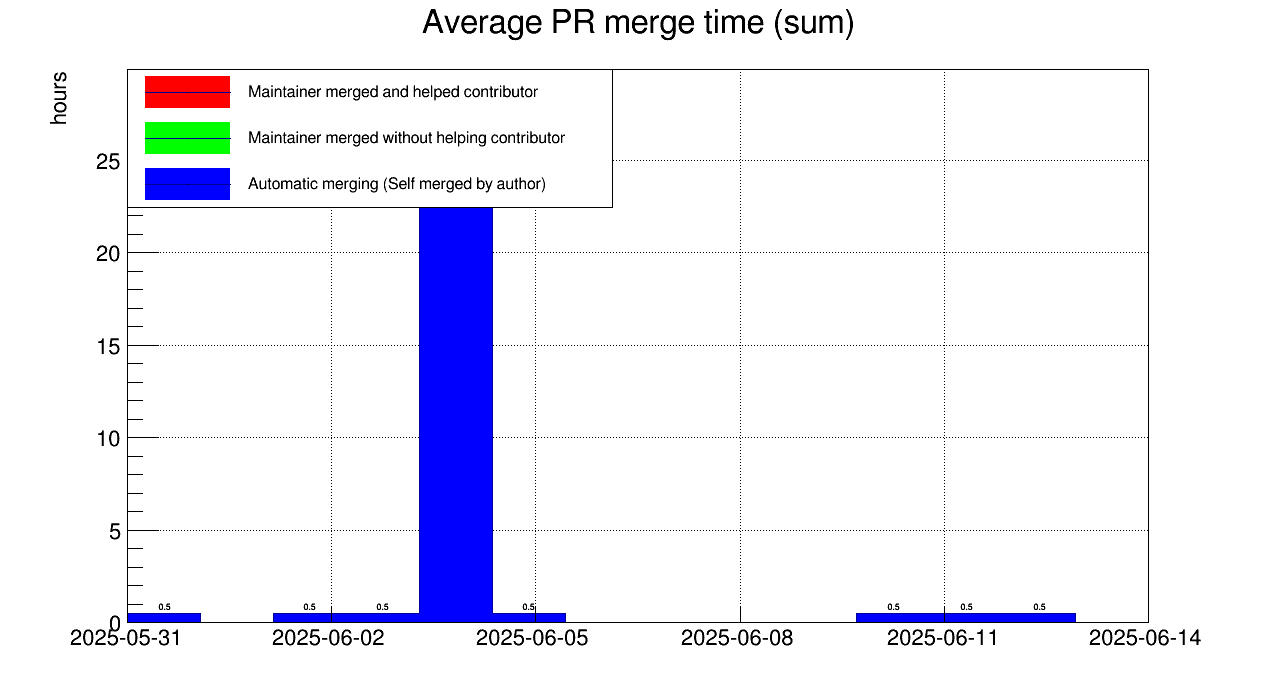 Average PR merge time (sum)
hours
Maintainer merged and helped contributor
Maintainer merged without helping contributor
Automatic merging (Self merged by author)
25
20
15
10
5
0
0.5 0.5 0.5 0.5 0.5 0.5 0.5
2025-05-31 2025-06-02 2025-06-05 2025-06-08 2025-06-11 2025-06-14